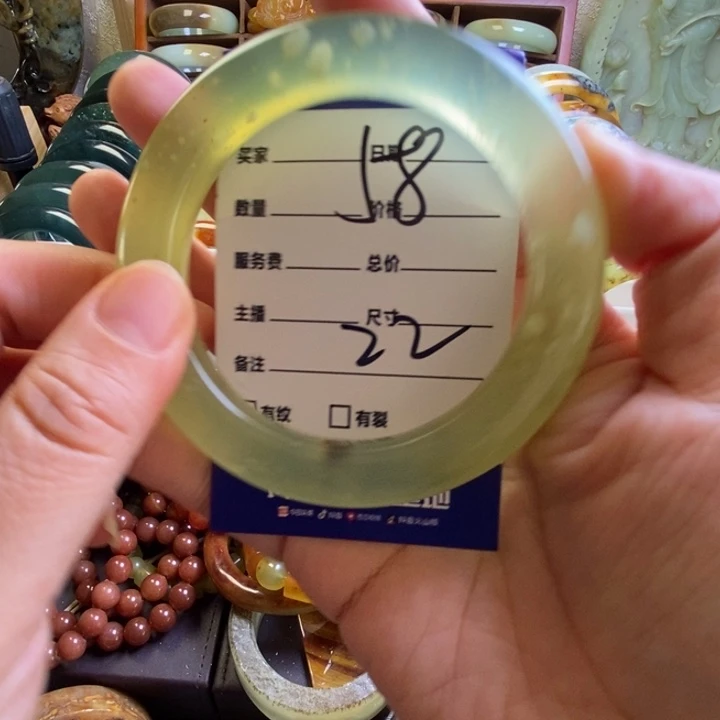 买家 日期
18
数量 价格
服务费 总价
主播 尺寸
22
备注
有纹 有裂